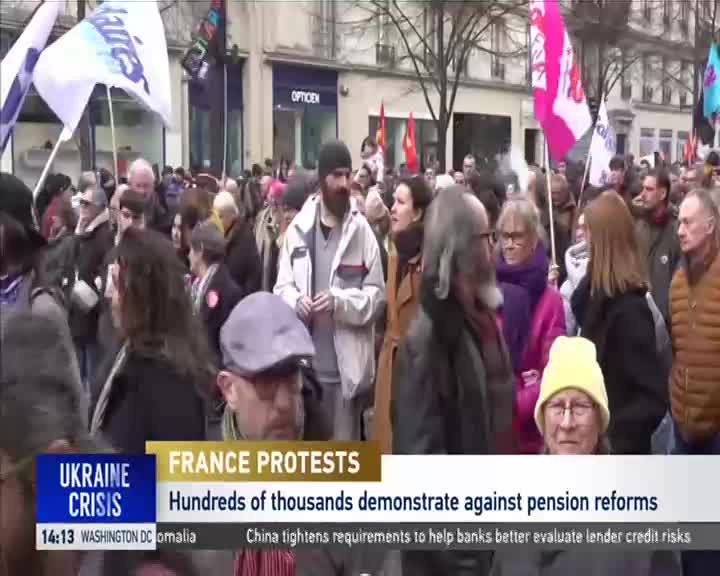 OPTICIEN
FRANCE PROTESTS
UKRAINE
CRISIS
Hundreds of thousands demonstrate against pension reforms
14:13 WASHINGTON DC omalia China tightens requirements to help banks better evaluate lender credit risks